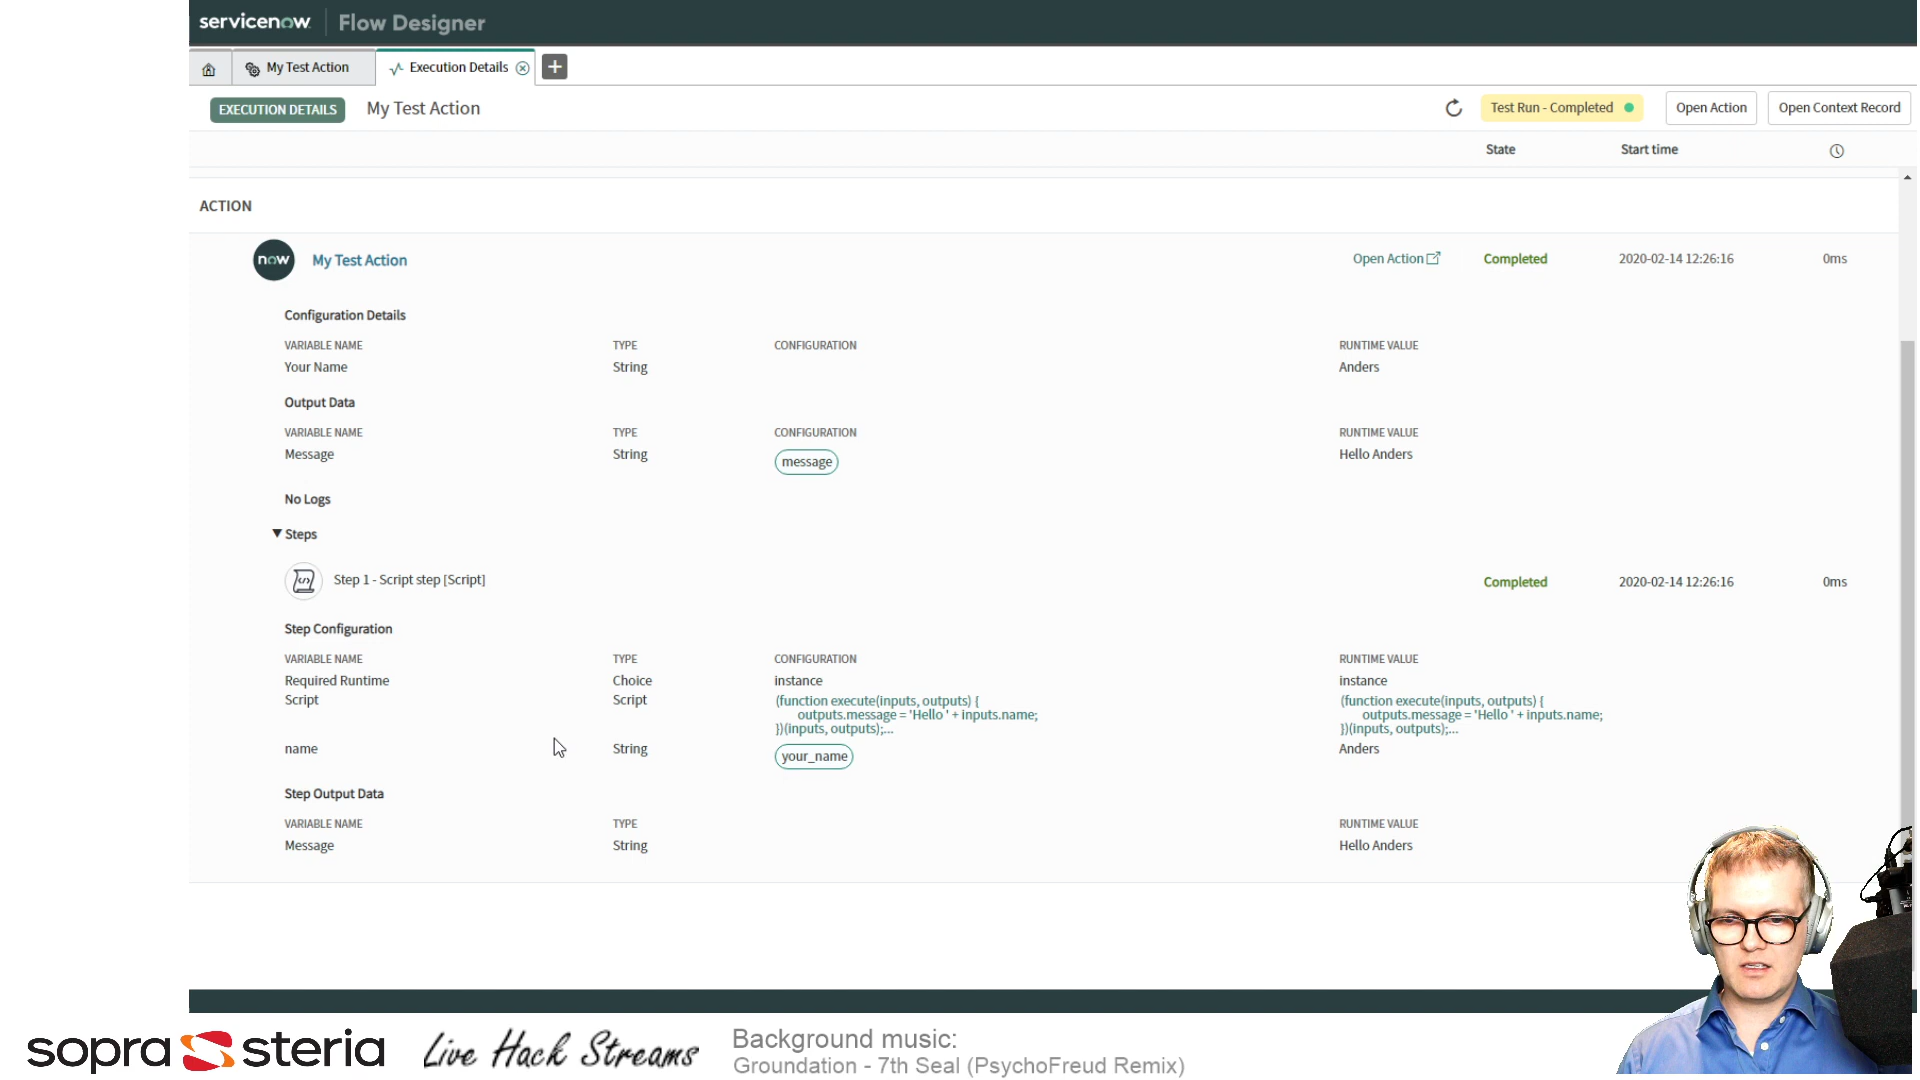 servicenow Flow Designer
My Test Action Execution Details
EXECUTION DETAILS My Test Action Test Run - Completed Open Action Open Context Record
State Start time
ACTION
now My Test Action Open Action Completed 2020-02-14 12:26:16 0ms
Configuration Details
VARIABLE NAME TYPE CONFIGURATION RUNTIME VALUE
Your Name String Anders
Output Data
VARIABLE NAME TYPE CONFIGURATION RUNTIME VALUE
Message String message Hello Anders
No Logs
Steps
Step 1 - Script step [Script] Completed 2020-02-14 12:26:16 0ms
Step Configuration
VARIABLE NAME TYPE CONFIGURATION RUNTIME VALUE
Required Runtime Choice instance instance
Script Script (function execute(inputs, outputs) { (function execute(inputs, outputs) {
outputs.message = 'Hello ' + inputs.name; outputs.message = 'Hello ' + inputs.name;
})(inputs, outputs);... })(inputs, outputs);...
name String your_name Anders
Step Output Data
VARIABLE NAME TYPE RUNTIME VALUE
Message String Hello Anders
sopra steria Live Hack Streams Background music:
Groundation - 7th Seal (PsychoFreud Remix)